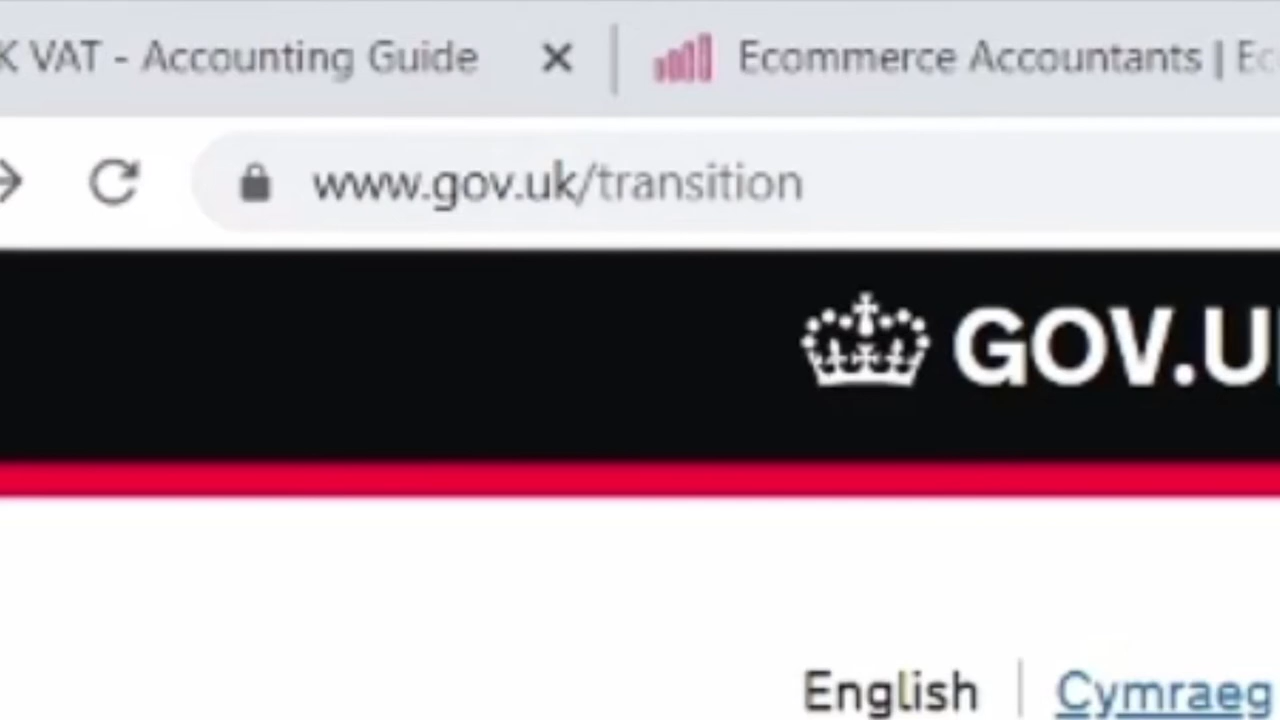 K VAT - Accounting Guide
Ecommerce Accountants |
www.gov.uk/transition
GOV.U
English
Cymraeg